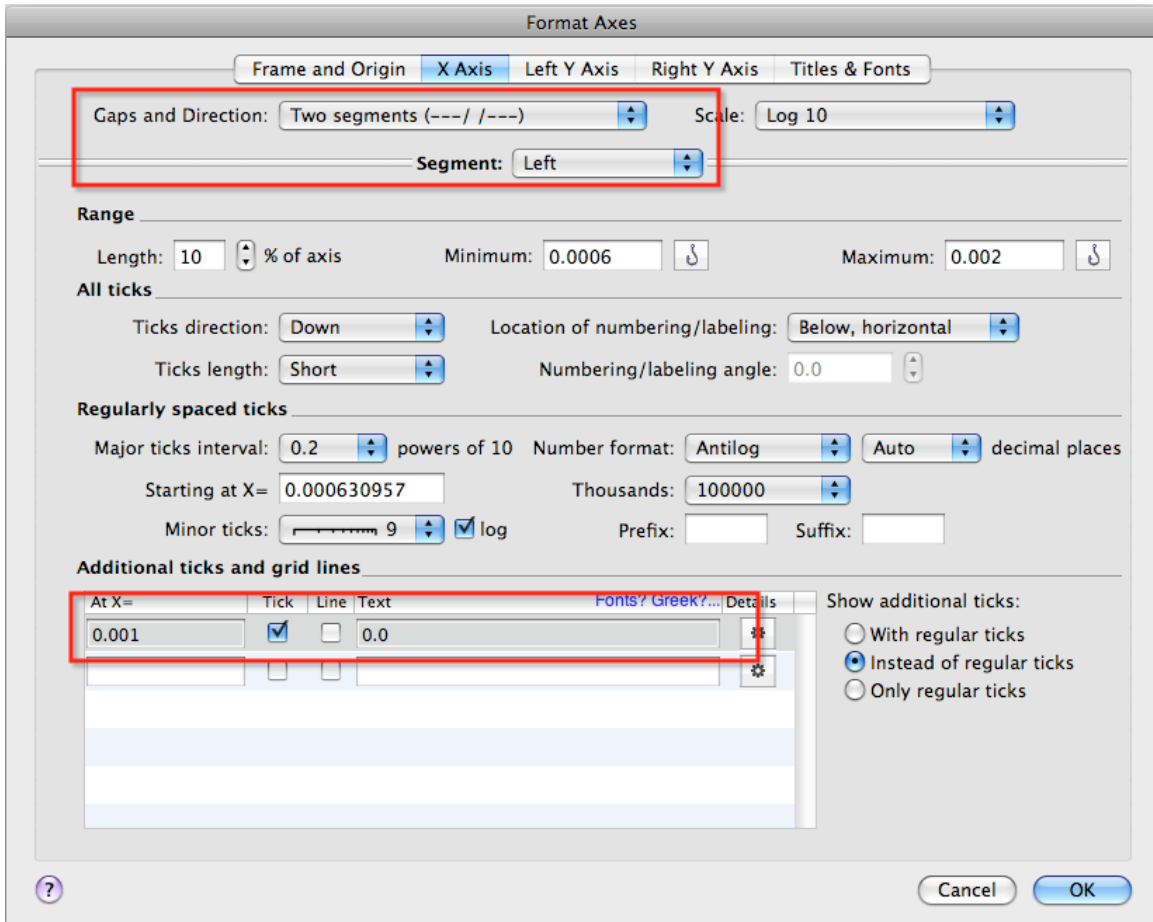 Format Axes
Frame and Origin X Axis Left Y Axis Right Y Axis Titles & Fonts
Gaps and Direction: Two segments (---/ /---) Scale: Log 10
Segment: Left
Range
Length: 10 % of axis Minimum: 0.0006 Maximum: 0.002
All ticks
Ticks direction: Down Location of numbering/labeling: Below, horizontal
Ticks length: Short Numbering/labeling angle: 0.0
Regularly spaced ticks
Major ticks interval: 0.2 powers of 10 Number format: Antilog Auto decimal places
Starting at X= 0.000630957 Thousands: 100000
Minor ticks: 9 log Prefix: Suffix:
Additional ticks and grid lines
At X= Tick Line Text Fonts? Greek?... Details Show additional ticks:
0.001 0.0 With regular ticks
Instead of regular ticks
Only regular ticks
? Cancel OK